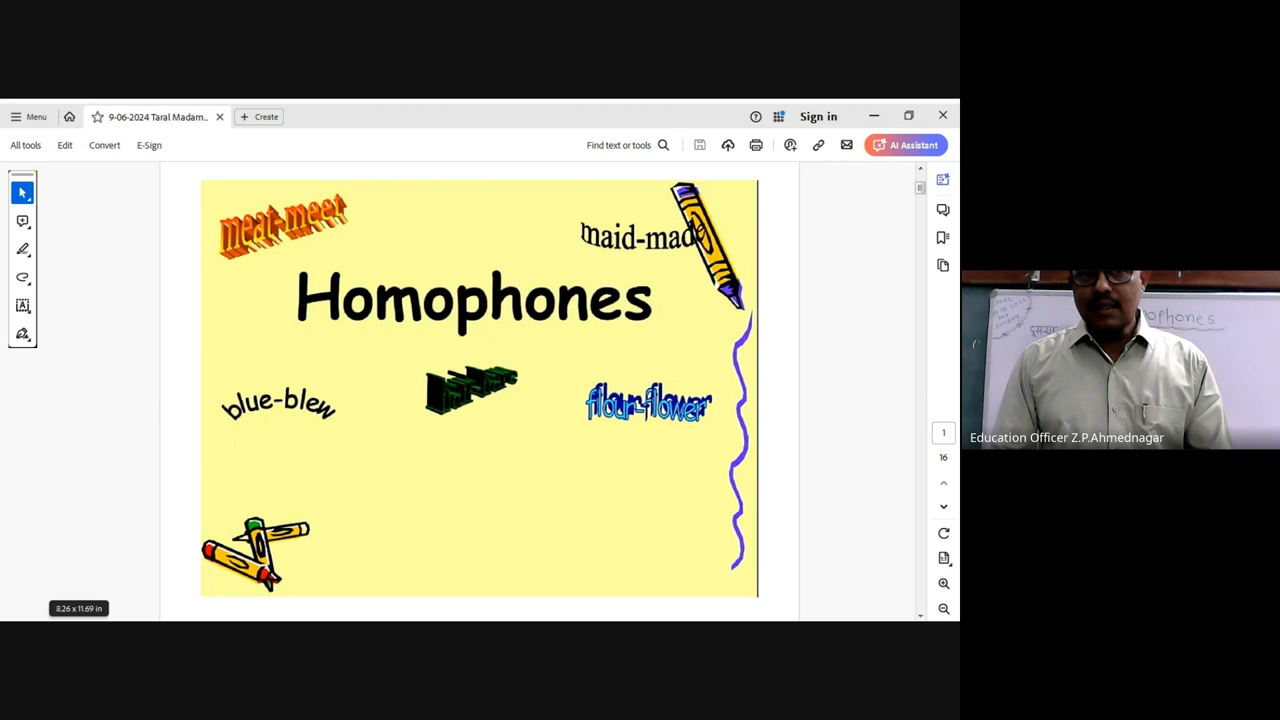 Menu
9-06-2024 Taral Madam...
Create
Sign in
All tools
Edit
Convert
E-Sign
Find text or tools
AI Assistant
meat-meet
maid-made
Homophones
blue-blew
flour-flower
1
16
8.26 x 11.69 in
ophones
Education Officer Z.P.Ahmednagar